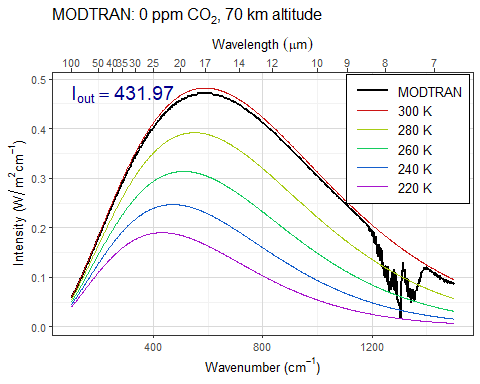 MODTRAN: 0 ppm CO₂, 70 km altitude
Wavelength (μm)
100 50 40 35 30 25 20 17 14 12 10 9 8 7
I_out = 431.97
MODTRAN
300 K
280 K
260 K
240 K
220 K
Intensity (W/m²cm⁻¹)
0.5
0.4
0.3
0.2
0.1
0.0
400 800 1200
Wavenumber (cm⁻¹)